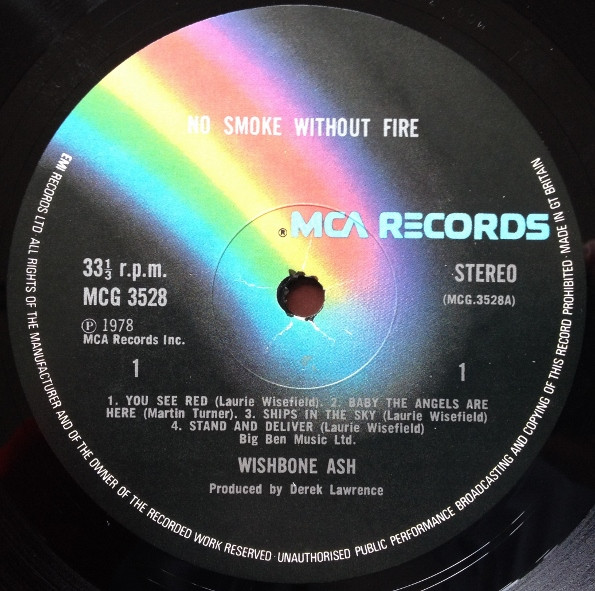 NO SMOKE WITHOUT FIRE
® MCA RECORDS
33⅓ r.p.m.
MCG 3528
STEREO
(MCG.3528A)
Ⓟ 1978
MCA Records Inc.
1
1
1. YOU SEE RED (Laurie Wisefield). 2. BABY THE ANGELS ARE
HERE (Martin Turner). 3. SHIPS IN THE SKY (Laurie Wisefield)
4. STAND AND DELIVER (Laurie Wisefield)
Big Ben Music Ltd.
WISHBONE ASH
Produced by Derek Lawrence
EMI RECORDS LTD ALL RIGHTS OF THE MANUFACTURER AND OF THE OWNER OF THE RECORDED WORK RESERVED · UNAUTHORISED PUBLIC PERFORMANCE BROADCASTING AND COPYING OF THIS RECORD PROHIBITED · MADE IN GT BRITAIN